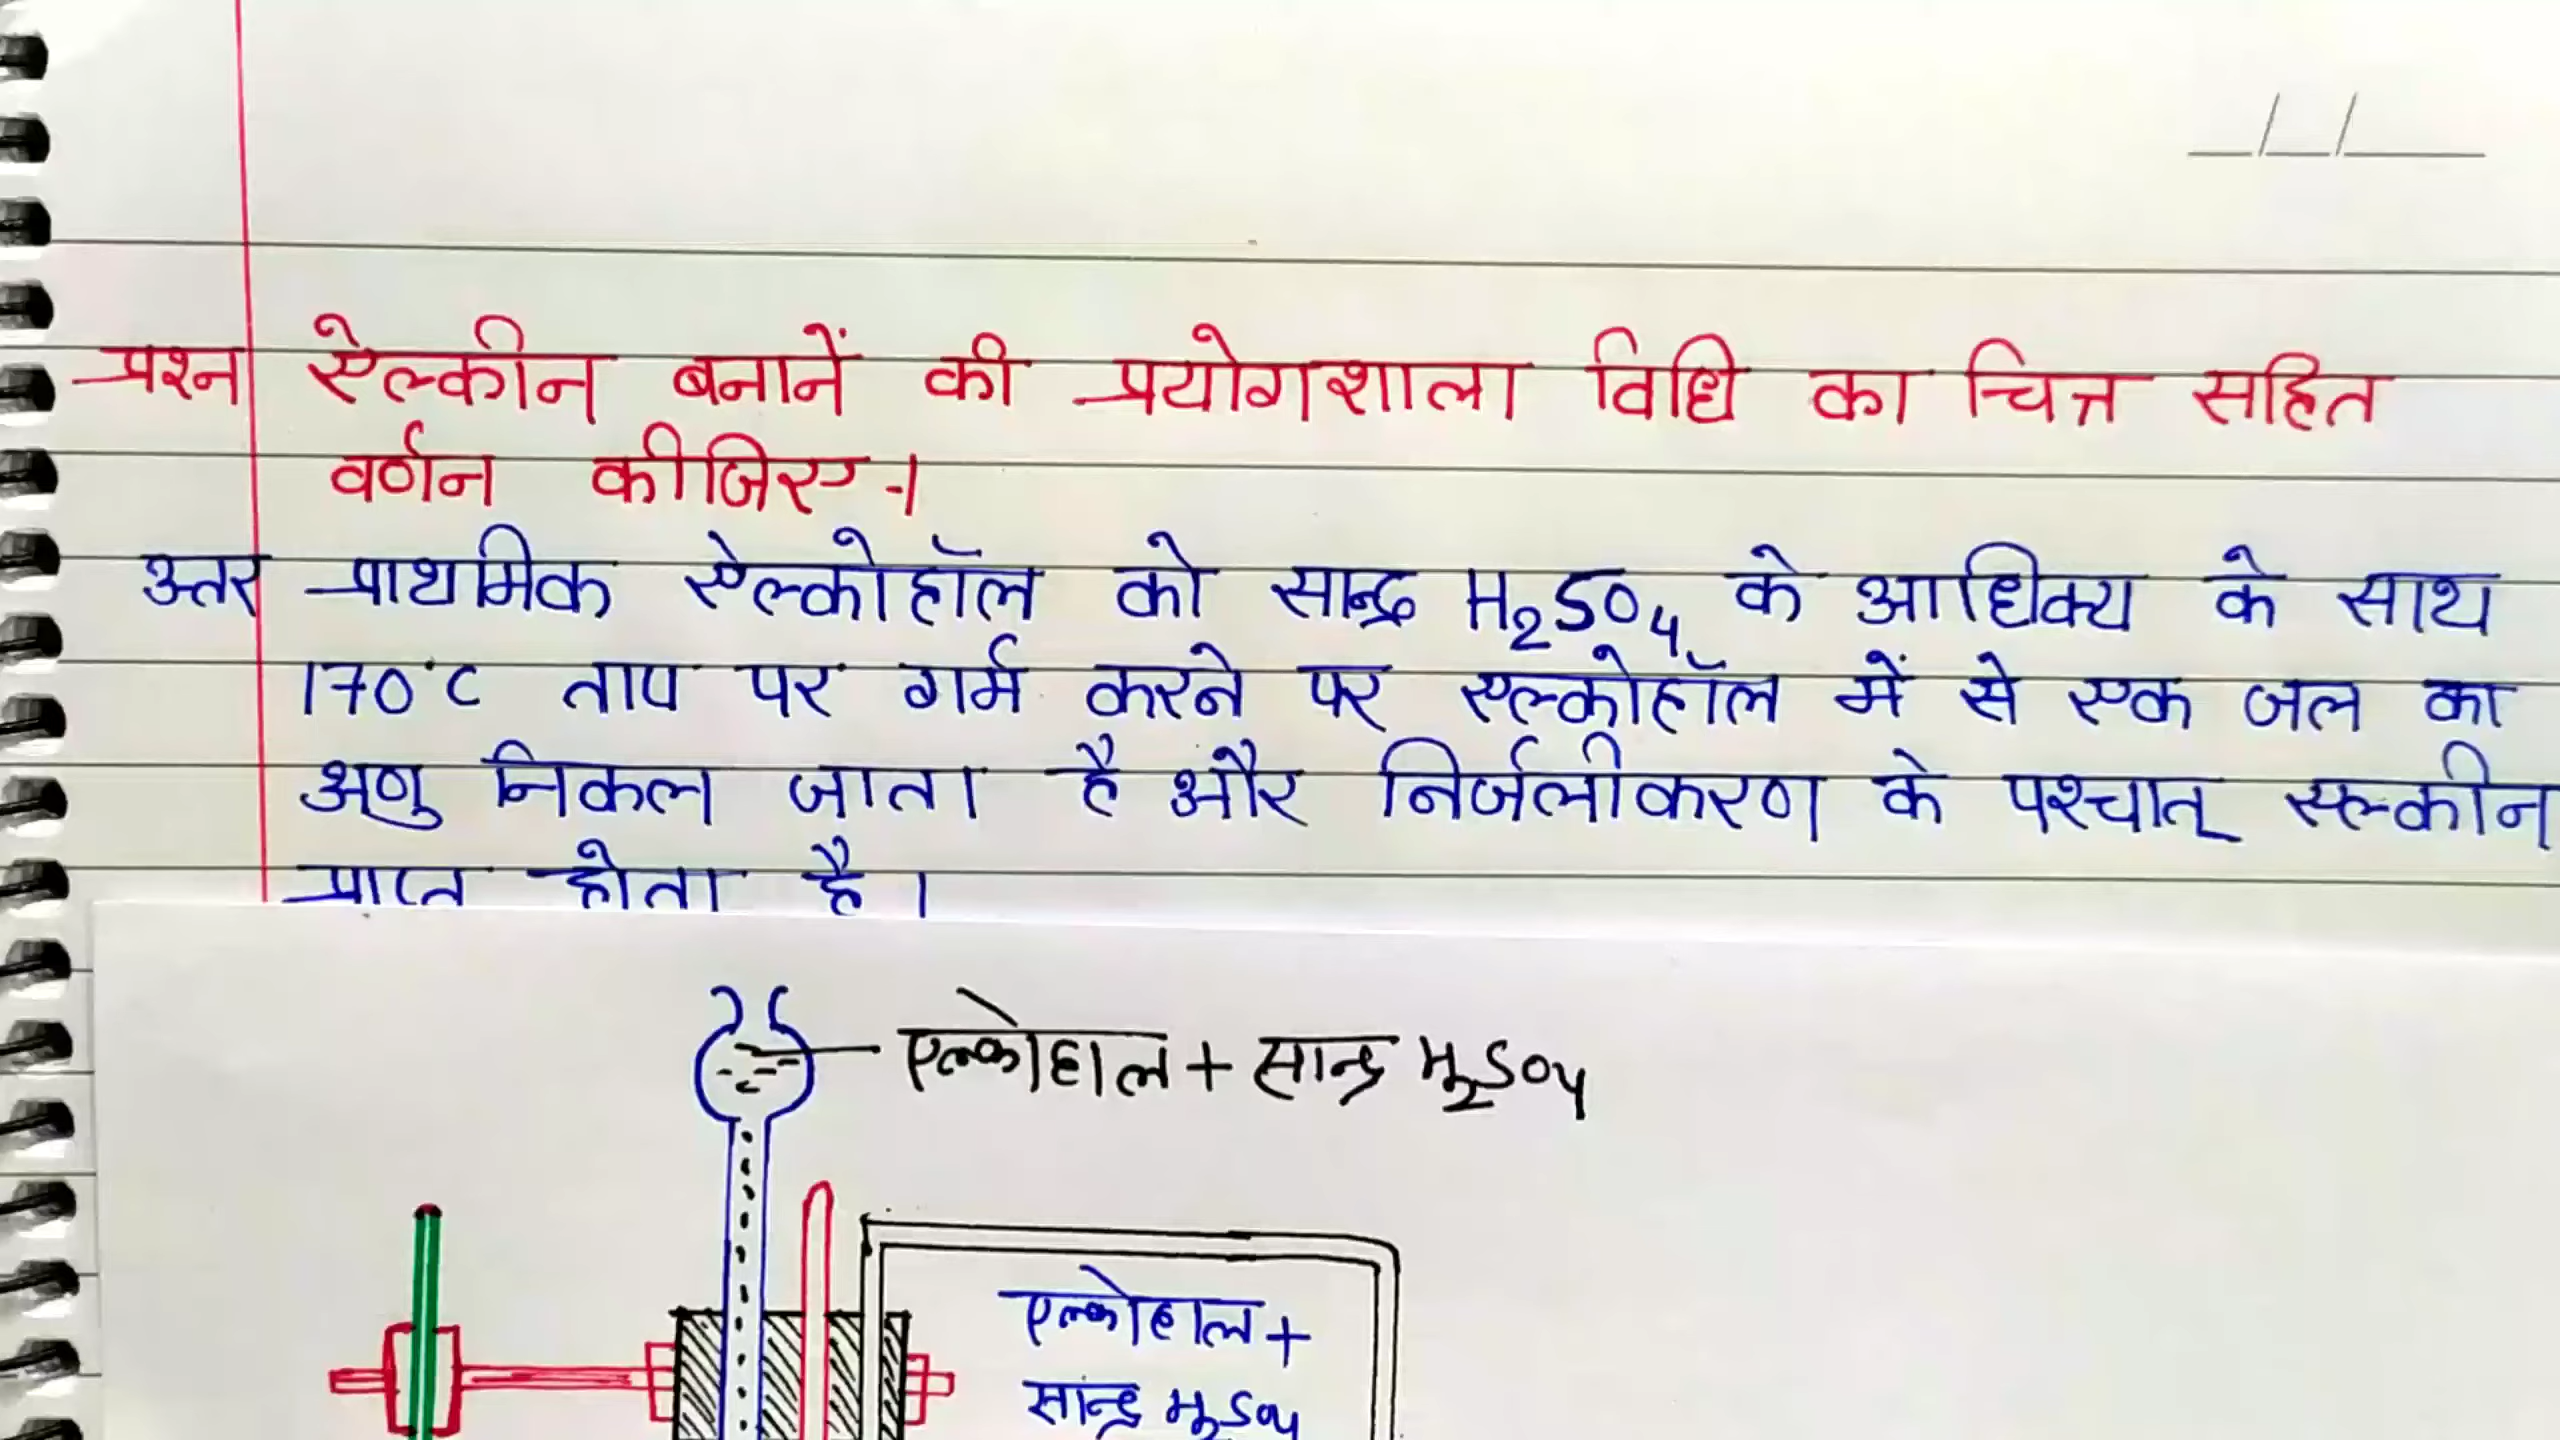 प्रश्न ऐल्कीन बनानें की प्रयोगशाला विधि का चित्र सहित
वर्णन कीजिए -।
उत्तर प्राथमिक ऐल्कोहॉल को सान्द्र H₂SO₄ के आधिक्य के साथ
170°C ताप पर गर्म करने पर एल्कोहॉल में से एक जल का
अणु निकल जाता है और निर्जलीकरण के पश्चात् एल्कीन
प्राप्त होता है।
एल्कोहाल + सान्द्र H₂SO₄
एल्कोहाल +
सान्द्र H₂SO₄